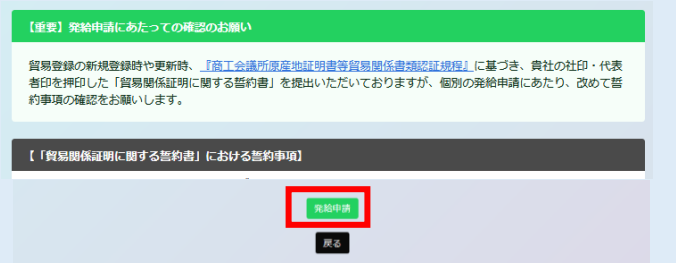 【重要】発給申請にあたっての確認のお願い
貿易登録の新規登録時や更新時、『商工会議所原産地証明書等貿易関係書類認証規程』に基づき、貴社の社印・代表
者印を押印した「貿易関係証明に関する誓約書」を提出いただいておりますが、個別の発給申請にあたり、改めて誓
約事項の確認をお願いします。
【「貿易関係証明に関する誓約書」における誓約事項】
発給申請
戻る